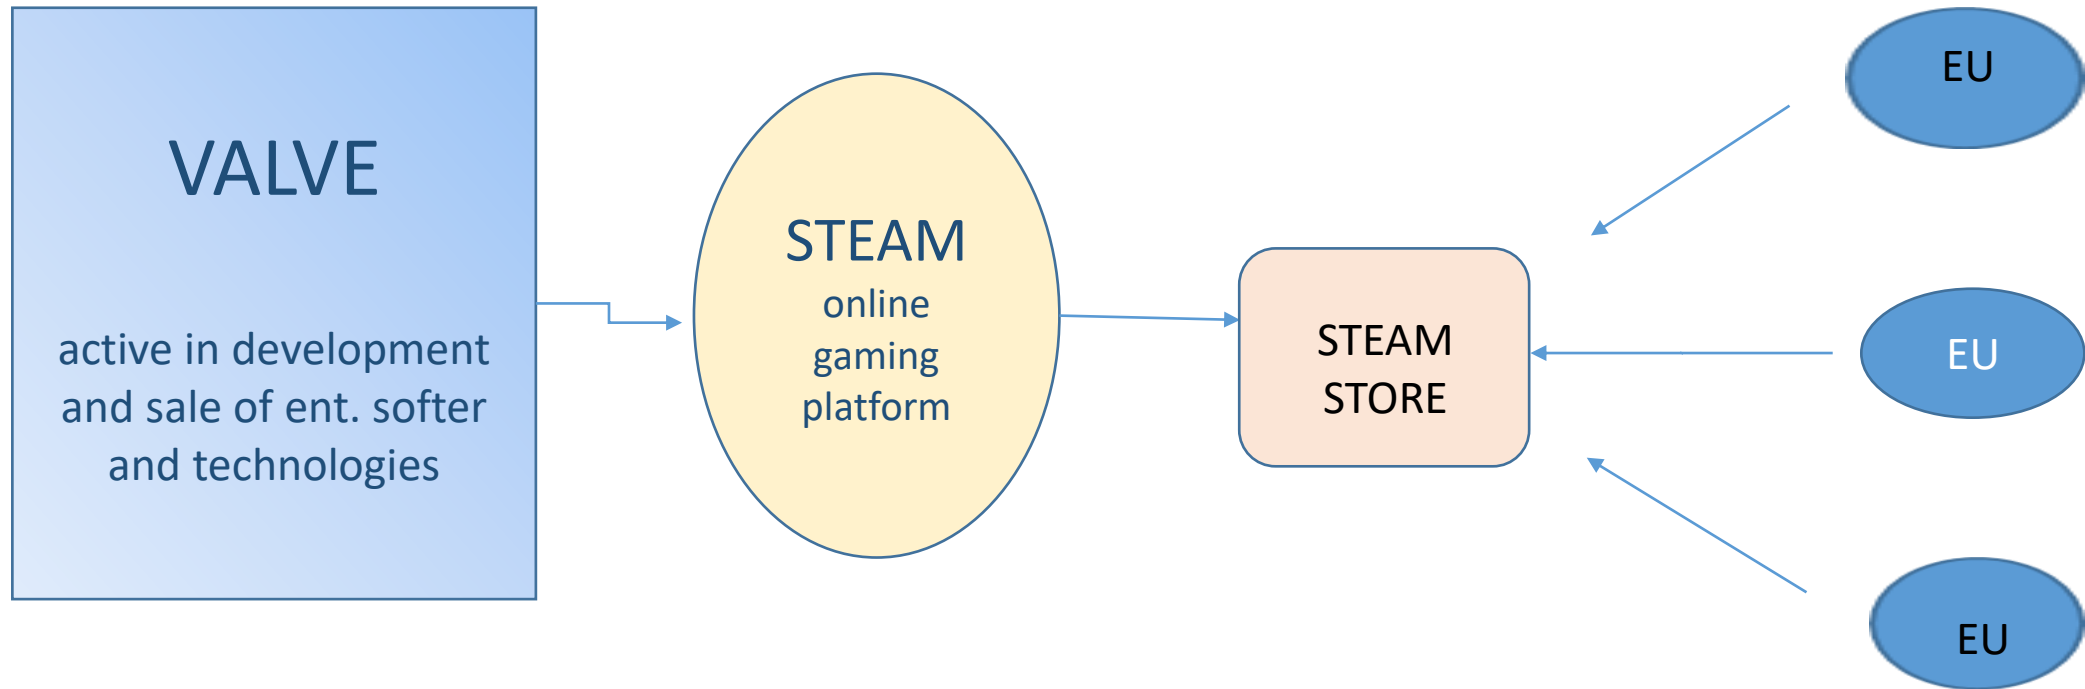 VALVE
active in development
and sale of ent. softer
and technologies
STEAM
online
gaming
platform
STEAM
STORE
EU
EU
EU